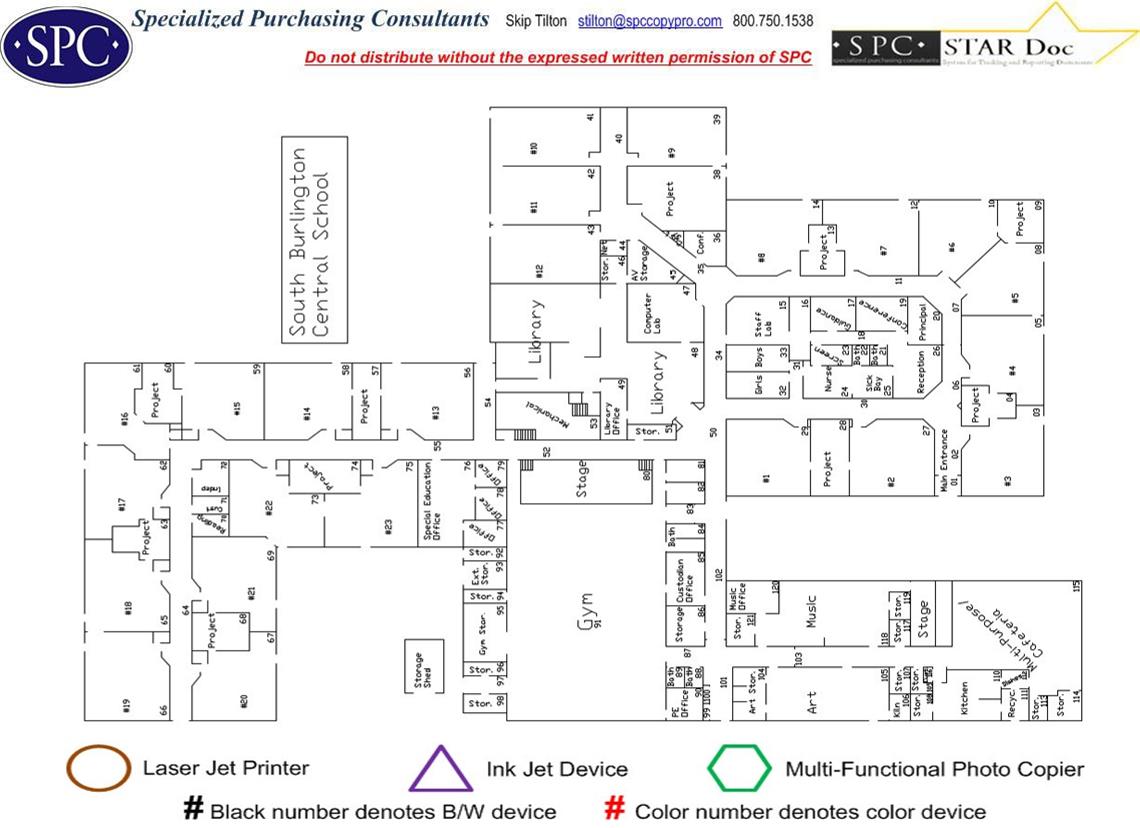 SPC
Specialized Purchasing Consultants Skip Tilton stilton@spccopypro.com 800.750.1538
Do not distribute without the expressed written permission of SPC
·SPC· STAR Doc
specialized purchasing consultants System for Tracking and Reporting Documents
South Burlington
Central School
#10 41
40
39
#9
42
38
#11
Project
43
#12
Stor. Net
46 44
AV Storage
45
Conf.
36
35
47
Computer Lab
Library
Library
48
49
Library Office
Mechanical
53
Stor.
51
54
52
50
34
14
13
Project
#8
12
#7
11
10
#6
Project
09
08
#5
07
05
#4
06
Project
04
03
#3
02
01
Main Entrance
Staff Lab
15
16
Guidance
17
18
Conference
19
Principal
20
Boys
33
Girls
32
31
Screen
23
Bath
22
Bath
21
Nurse
24
Sick Bay
25
Reception
26
30
29
28
27
#1
Project
#2
61
60
Project
#16
59
#15
58
#14
57
Project
56
#13
55
62
#17
63
Project
#18
65
64
#19
66
72
Indep
71
70
Reading
#22
Project
74
73
#23
75
Special Education Office
76
Office
79
Office
78
Office
77
69
#21
68
Project
67
#20
Stor. 92
Ext. Stor. 93
Stor. 94
95
Gym Stor.
Stor. 96
97
Stor. 98
Storage Shed
Stage
80
Gym
91
81
82
83
Bath
84
85
Custodian Office
Storage
86
87
Bath
89
Bath
88
90
PE Office
99
100
101
102
Music Office
120
Stor.
121
Music
103
Stor.
119
Stor.
117
118
Stage
Multi-Purpose/
Cafeteria
115
Art Stor.
104
Art
105
Stor.
107
Kiln
106
Stor.
Stor.
Kitchen
110
Recyc.
111
Stor.
113
Stor.
114
Laser Jet Printer
Ink Jet Device
Multi-Functional Photo Copier
# Black number denotes B/W device
# Color number denotes color device